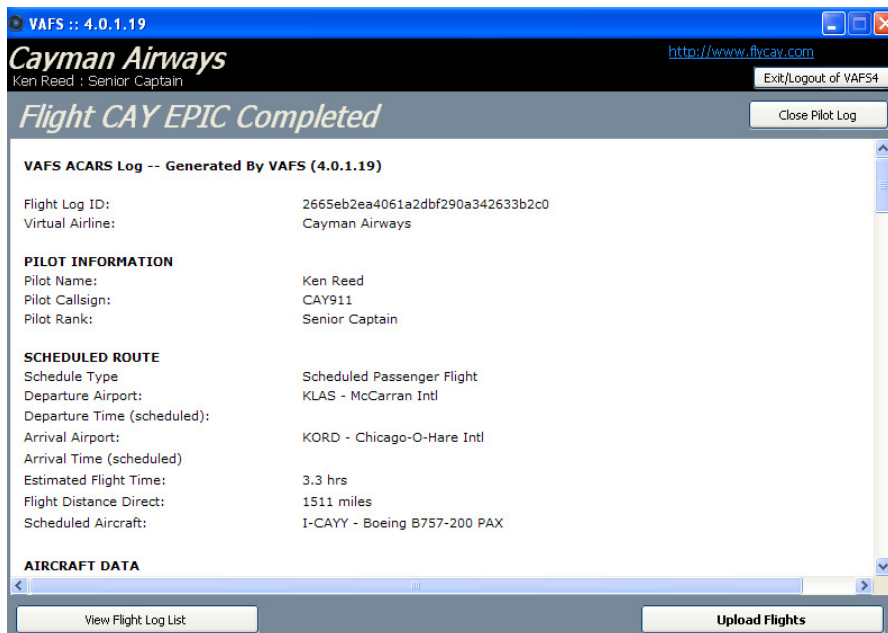 VAFS :: 4.0.1.19
Cayman Airways
http://www.flycay.com
Ken Reed : Senior Captain
Exit/Logout of VAFS4
Flight CAY EPIC Completed
Close Pilot Log
VAFS ACARS Log -- Generated By VAFS (4.0.1.19)
Flight Log ID: 2665eb2ea4061a2dbf290a342633b2c0
Virtual Airline: Cayman Airways
PILOT INFORMATION
Pilot Name: Ken Reed
Pilot Callsign: CAY911
Pilot Rank: Senior Captain
SCHEDULED ROUTE
Schedule Type Scheduled Passenger Flight
Departure Airport: KLAS - McCarran Intl
Departure Time (scheduled):
Arrival Airport: KORD - Chicago-O-Hare Intl
Arrival Time (scheduled)
Estimated Flight Time: 3.3 hrs
Flight Distance Direct: 1511 miles
Scheduled Aircraft: I-CAYY - Boeing B757-200 PAX
AIRCRAFT DATA
View Flight Log List
Upload Flights